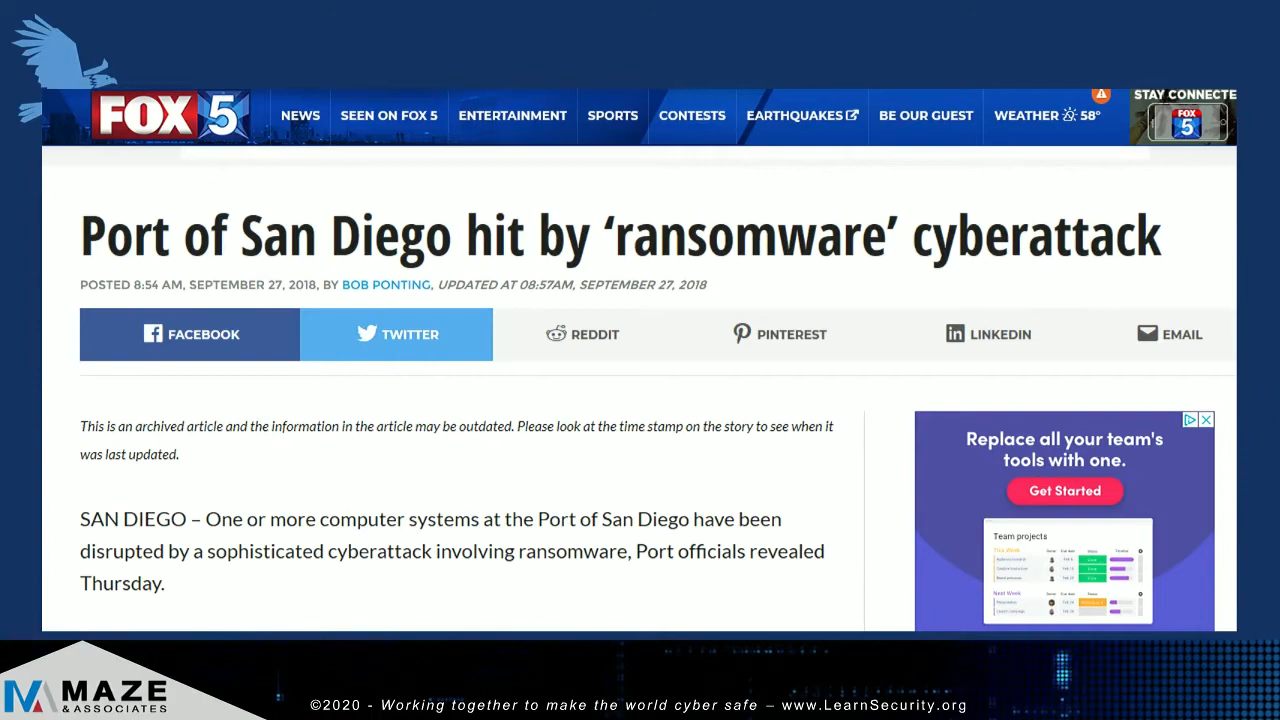 FOX 5
NEWS
SEEN ON FOX 5
ENTERTAINMENT
SPORTS
CONTESTS
EARTHQUAKES
BE OUR GUEST
WEATHER 58°
STAY CONNECTE
FOX 5
Port of San Diego hit by ‘ransomware’ cyberattack
POSTED 8:54 AM, SEPTEMBER 27, 2018, BY BOB PONTING, UPDATED AT 08:57AM, SEPTEMBER 27, 2018
FACEBOOK
TWITTER
REDDIT
PINTEREST
LINKEDIN
EMAIL
This is an archived article and the information in the article may be outdated. Please look at the time stamp on the story to see when it
was last updated.
SAN DIEGO – One or more computer systems at the Port of San Diego have been
disrupted by a sophisticated cyberattack involving ransomware, Port officials revealed
Thursday.
Replace all your team's
tools with one.
Get Started
Team projects
This Week
Next Week
MAZE
& ASSOCIATES
©2020 - Working together to make the world cyber safe – www.LearnSecurity.org